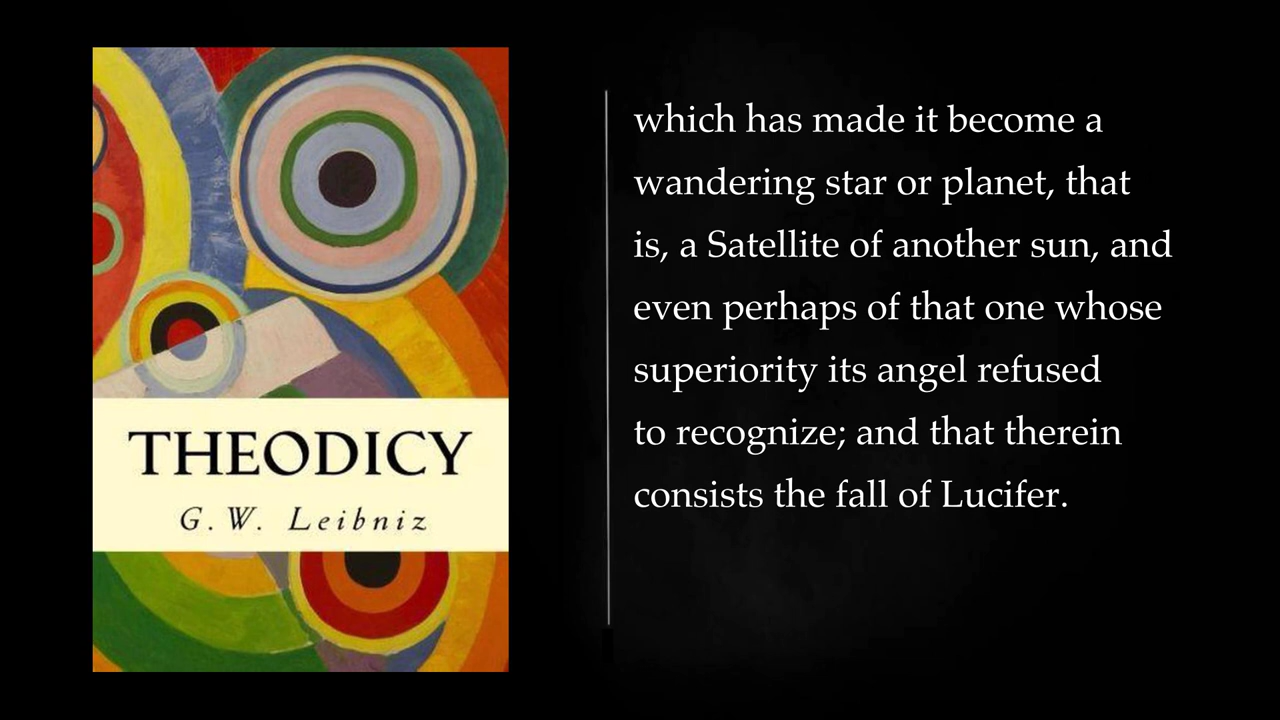 THEODICY
G.W. Leibniz
which has made it become a
wandering star or planet, that
is, a Satellite of another sun, and
even perhaps of that one whose
superiority its angel refused
to recognize; and that therein
consists the fall of Lucifer.